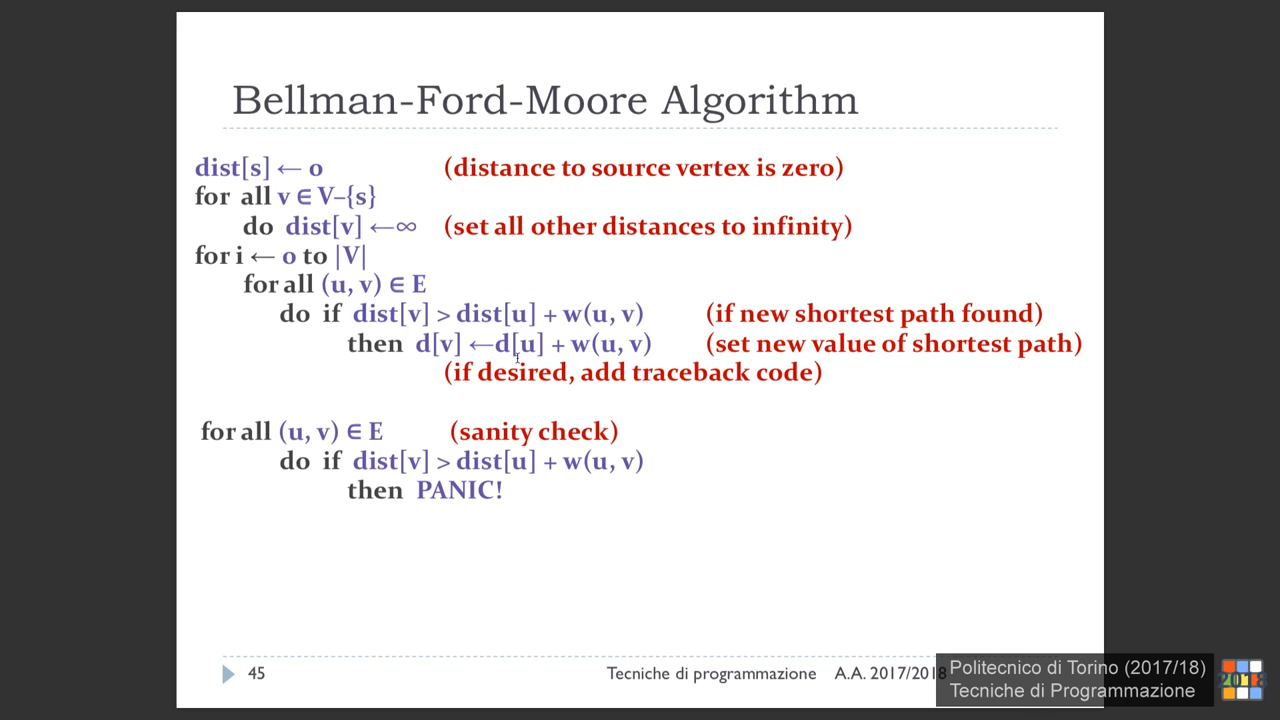 Bellman-Ford-Moore Algorithm
dist[s] ← 0 (distance to source vertex is zero)
for all v ∈ V–{s}
do dist[v] ←∞ (set all other distances to infinity)
for i ← 0 to |V|
for all (u, v) ∈ E
do if dist[v] > dist[u] + w(u, v) (if new shortest path found)
then d[v] ←d[u] + w(u, v) (set new value of shortest path)
(if desired, add traceback code)
for all (u, v) ∈ E (sanity check)
do if dist[v] > dist[u] + w(u, v)
then PANIC!
45 Tecniche di programmazione A.A. 2017/2018
Politecnico di Torino (2017/18)
Tecniche di Programmazione
2018